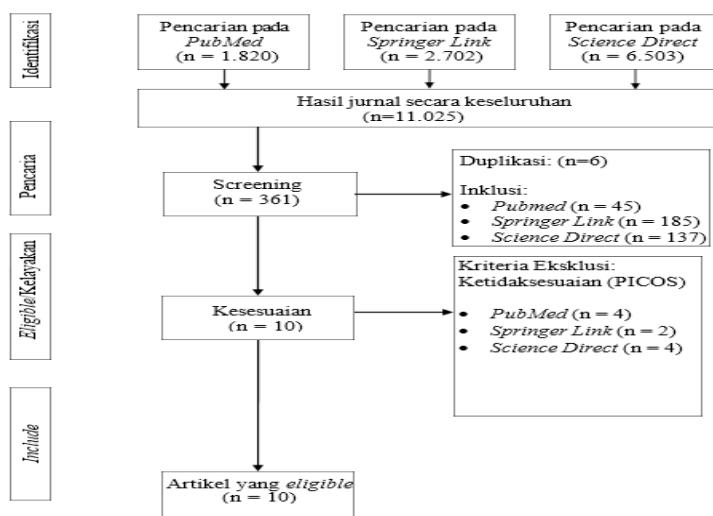 Identifikasi
Pencarian pada
PubMed
(n = 1.820)
Pencarian pada
Springer Link
(n = 2.702)
Pencarian pada
Science Direct
(n = 6.503)
Hasil jurnal secara keseluruhan
(n=11.025)
Pencaria
Screening
(n = 361)
Duplikasi: (n=6)
Inklusi:
• Pubmed (n = 45)
• Springer Link (n = 185)
• Science Direct (n = 137)
Eligible/Kelayakan
Kesesuaian
(n = 10)
Kriteria Eksklusi:
Ketidaksesuaian (PICOS)
• PubMed (n = 4)
• Springer Link (n = 2)
• Science Direct (n = 4)
Include
Artikel yang eligible
(n = 10)